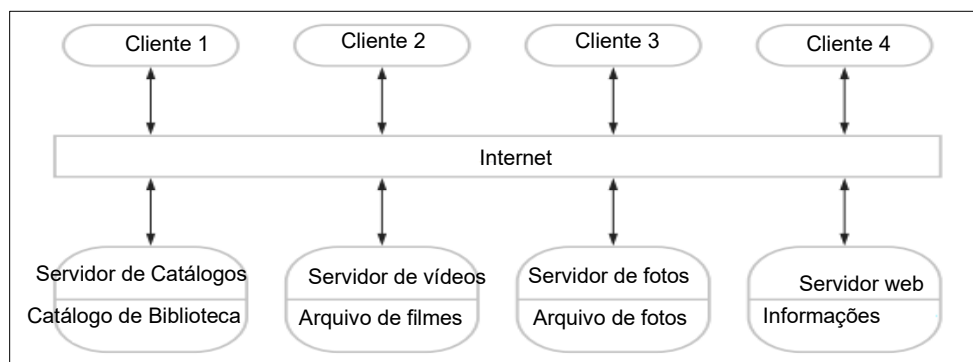 Cliente 1
Cliente 2
Cliente 3
Cliente 4
Internet
Servidor de Catálogos
Catálogo de Biblioteca
Servidor de vídeos
Arquivo de filmes
Servidor de fotos
Arquivo de fotos
Servidor web
Informações